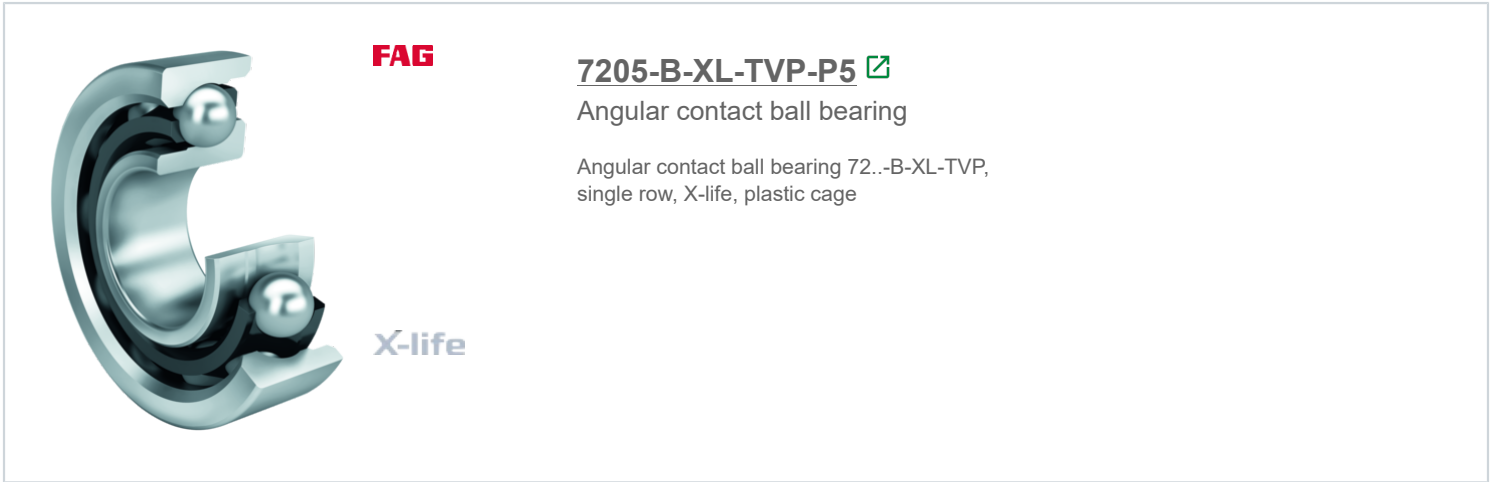 FAG
7205-B-XL-TVP-P5
Angular contact ball bearing
Angular contact ball bearing 72..-B-XL-TVP,
single row, X-life, plastic cage
X-life